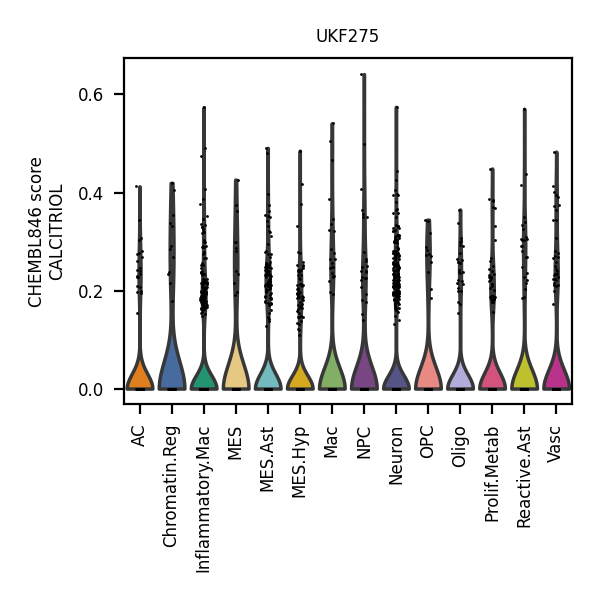 UKF275
CHEMBL846 score
CALCITRIOL
0.6
0.4
0.2
0.0
AC
Chromatin.Reg
Inflammatory.Mac
MES
MES.Ast
MES.Hyp
Mac
NPC
Neuron
OPC
Oligo
Prolif.Metab
Reactive.Ast
Vasc